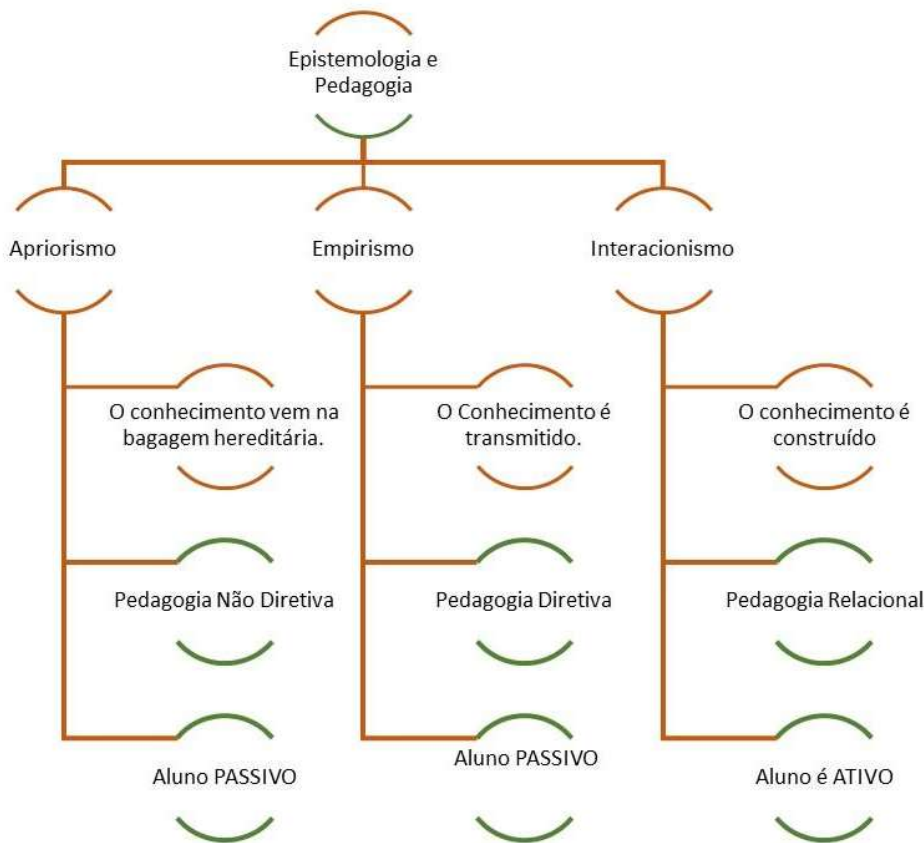 Epistemologia e
Pedagogia
Apriorismo
Empirismo
Interacionismo
O conhecimento vem na
bagagem hereditária.
O Conhecimento é
transmitido.
O conhecimento é
construído
Pedagogia Não Diretiva
Pedagogia Diretiva
Pedagogia Relacional
Aluno PASSIVO
Aluno PASSIVO
Aluno é ATIVO